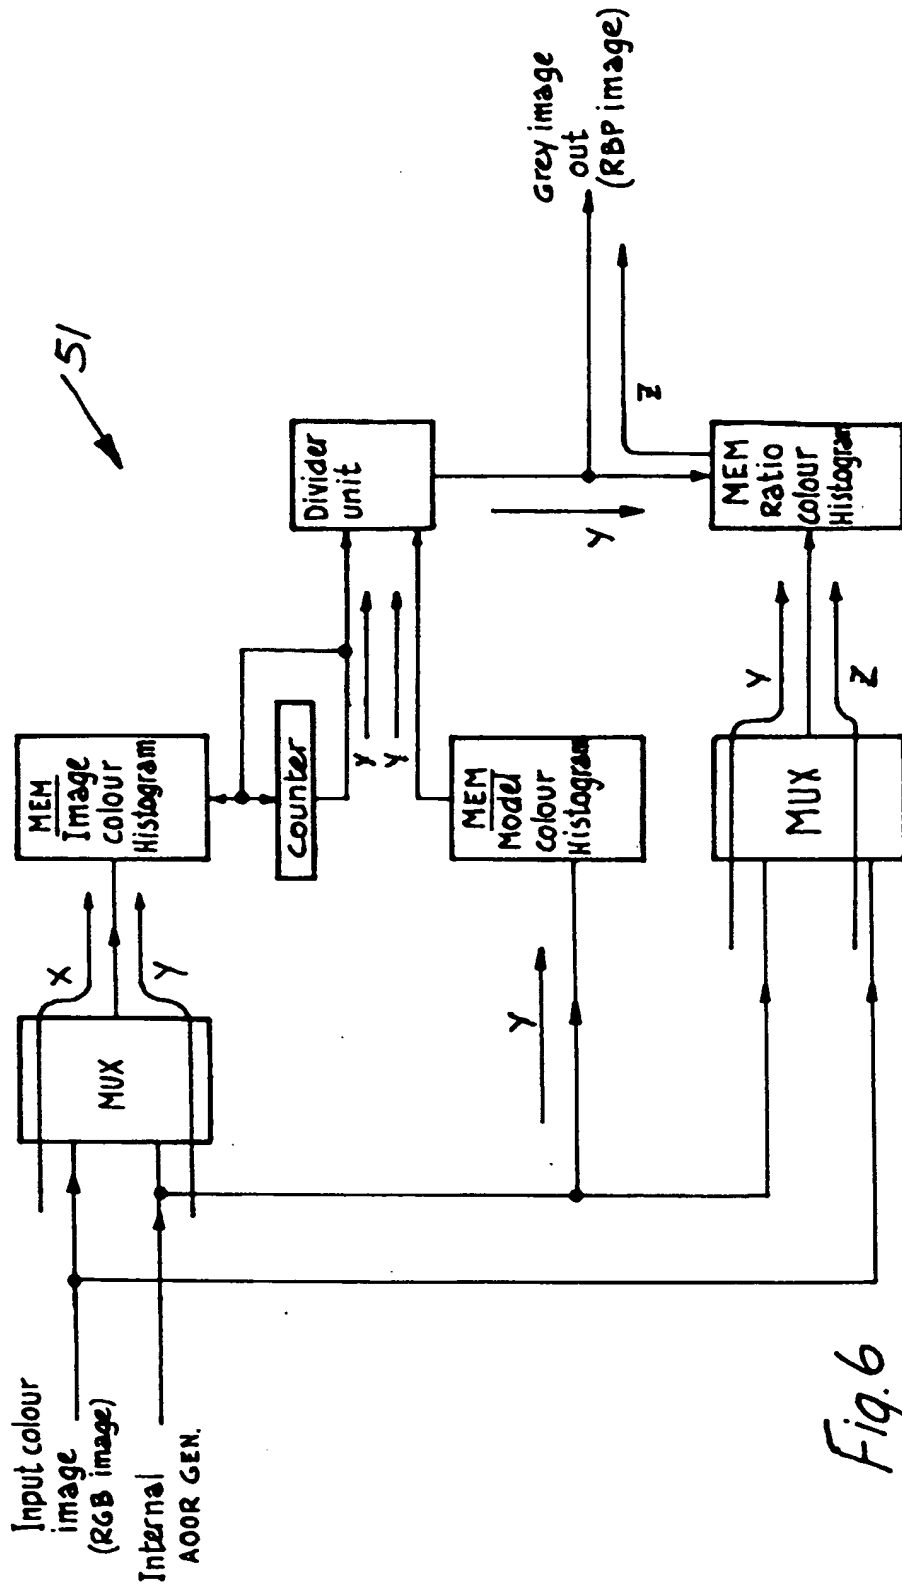 Input colour
image
(RGB image)
Internal
ADDR GEN.
MUX
X
Y
MEM
Image
colour
Histogram
counter
Y
Y
Y
MEM
Model
colour
Histogram
Divider
unit
Y
MUX
Y
Z
MEM
Ratio
colour
Histogram
Z
Grey image
out
(RBP image)
51
Fig. 6